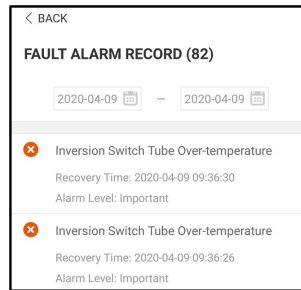 < BACK
FAULT ALARM RECORD (82)
2020-04-09 – 2020-04-09
Inversion Switch Tube Over-temperature
Recovery Time: 2020-04-09 09:36:30
Alarm Level: Important
Inversion Switch Tube Over-temperature
Recovery Time: 2020-04-09 09:36:26
Alarm Level: Important